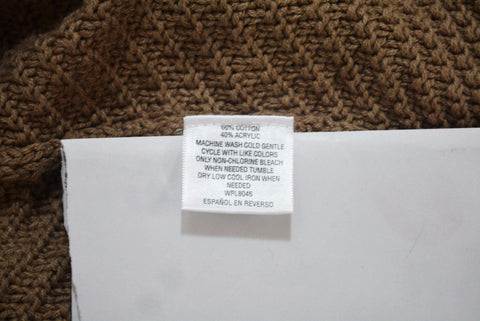 60% COTTON
40% ACRYLIC
MACHINE WASH COLD GENTLE
CYCLE WITH LIKE COLORS
ONLY NON-CHLORINE BLEACH
WHEN NEEDED TUMBLE
DRY LOW COOL IRON WHEN
NEEDED
WPL8046
ESPAÑOL EN REVERSO